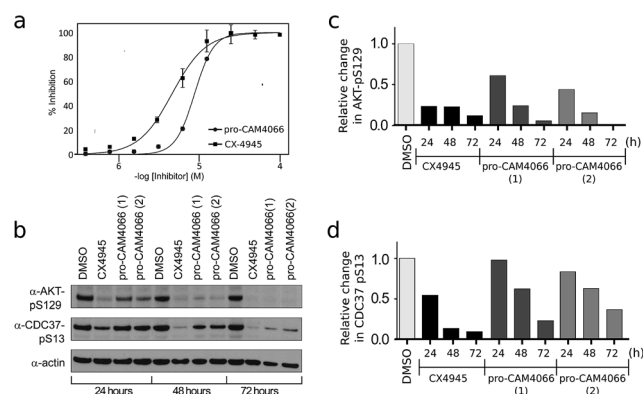 a
100
80
60
40
20
0
% Inhibition
pro-CAM4066
CX-4945
6
5
4
-log [Inhibitor] (M)
b
DMSO
CX4945
pro-CAM4066 (1)
pro-CAM4066 (2)
DMSO
CX4945
pro-CAM4066 (1)
pro-CAM4066 (2)
DMSO
CX4945
pro-CAM4066(1)
pro-CAM4066(2)
α-AKT-
pS129
α-CDC37-
pS13
α-actin
24 hours
48 hours
72 hours
c
Relative change
in AKT-pS129
1.0
0.5
0.0
DMSO
24 48 72 24 48 72 24 48 72 (h)
CX4945
pro-CAM4066
(1)
pro-CAM4066
(2)
d
Relative change
in CDC37 pS13
1.0
0.5
0.0
DMSO
24 48 72 24 48 72 24 48 72 (h)
CX4945
pro-CAM4066
(1)
pro-CAM4066
(2)